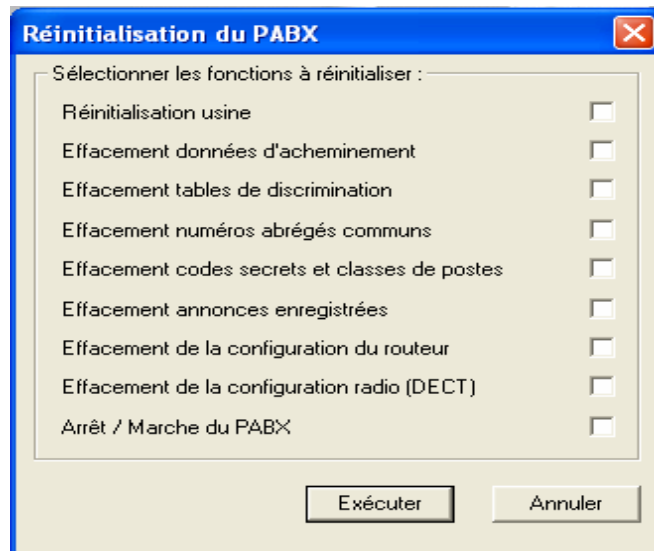 Réinitialisation du PABX
Sélectionner les fonctions à réinitialiser :
Réinitialisation usine
Effacement données d'acheminement
Effacement tables de discrimination
Effacement numéros abrégés communs
Effacement codes secrets et classes de postes
Effacement annonces enregistrées
Effacement de la configuration du routeur
Effacement de la configuration radio (DECT)
Arrêt / Marche du PABX
Exécuter Annuler